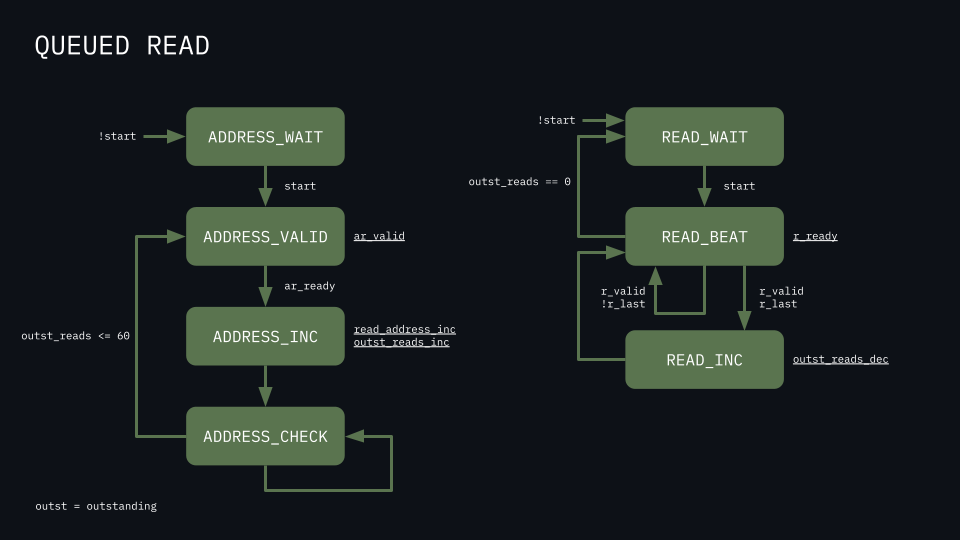 QUEUED READ
!start
ADDRESS_WAIT
start
ADDRESS_VALID
ar_valid
ar_ready
outst_reads <= 60
ADDRESS_INC
read_address_inc
outst_reads_inc
ADDRESS_CHECK
outst = outstanding
!start
READ_WAIT
outst_reads == 0
start
READ_BEAT
r_ready
r_valid
!r_last
r_valid
r_last
READ_INC
outst_reads_dec